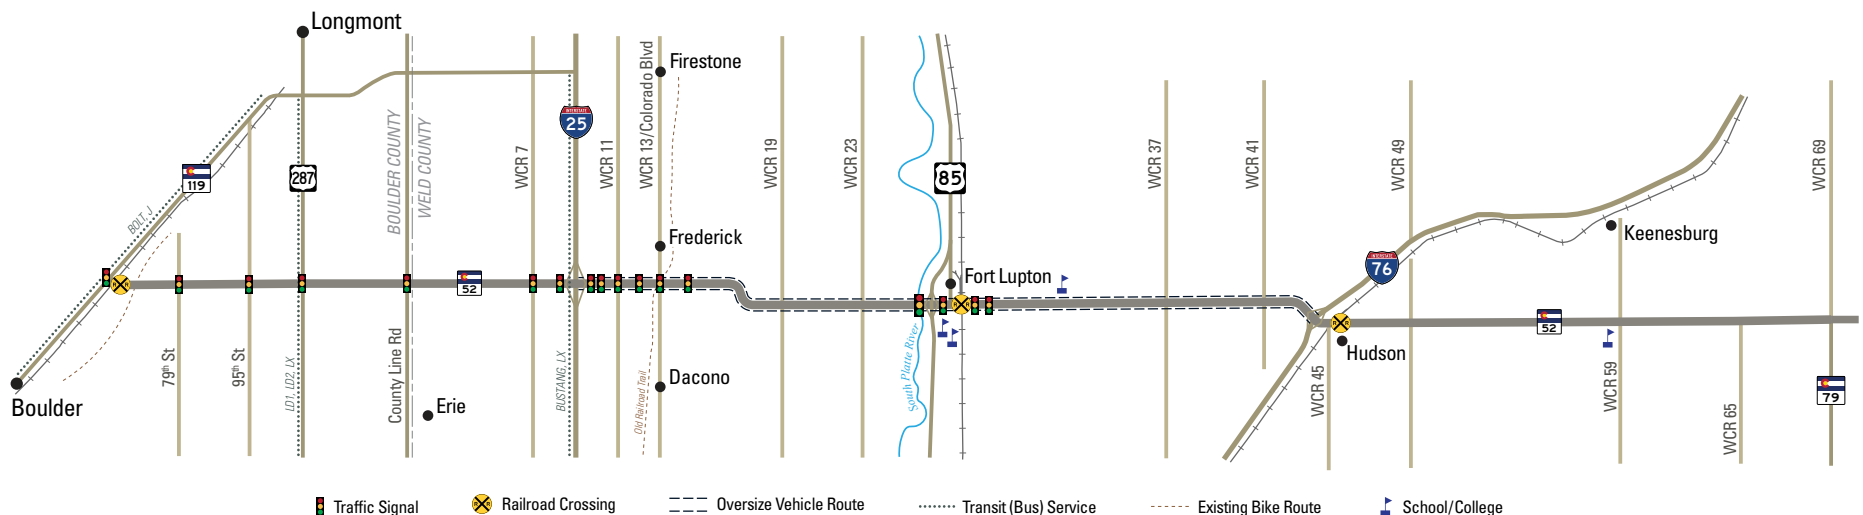 Longmont
Firestone
BOULDER COUNTY
WELD COUNTY
INTERSTATE
25
WCR 7
WCR 11
WCR 13/Colorado Blvd
WCR 19
WCR 23
85
WCR 37
WCR 41
WCR 49
WCR 69
119
287
BOLT, J
Frederick
Keenesburg
INTERSTATE
76
Fort Lupton
52
R R
R R
R R
52
Hudson
79th St
95th St
LD1, LD2, LX
County Line Rd
BUSTANG, LX
Old Railroad Trail
Dacono
South Platte River
WCR 45
WCR 59
WCR 65
79
Boulder
Erie
Traffic Signal
R R
Railroad Crossing
Oversize Vehicle Route
Transit (Bus) Service
Existing Bike Route
School/College